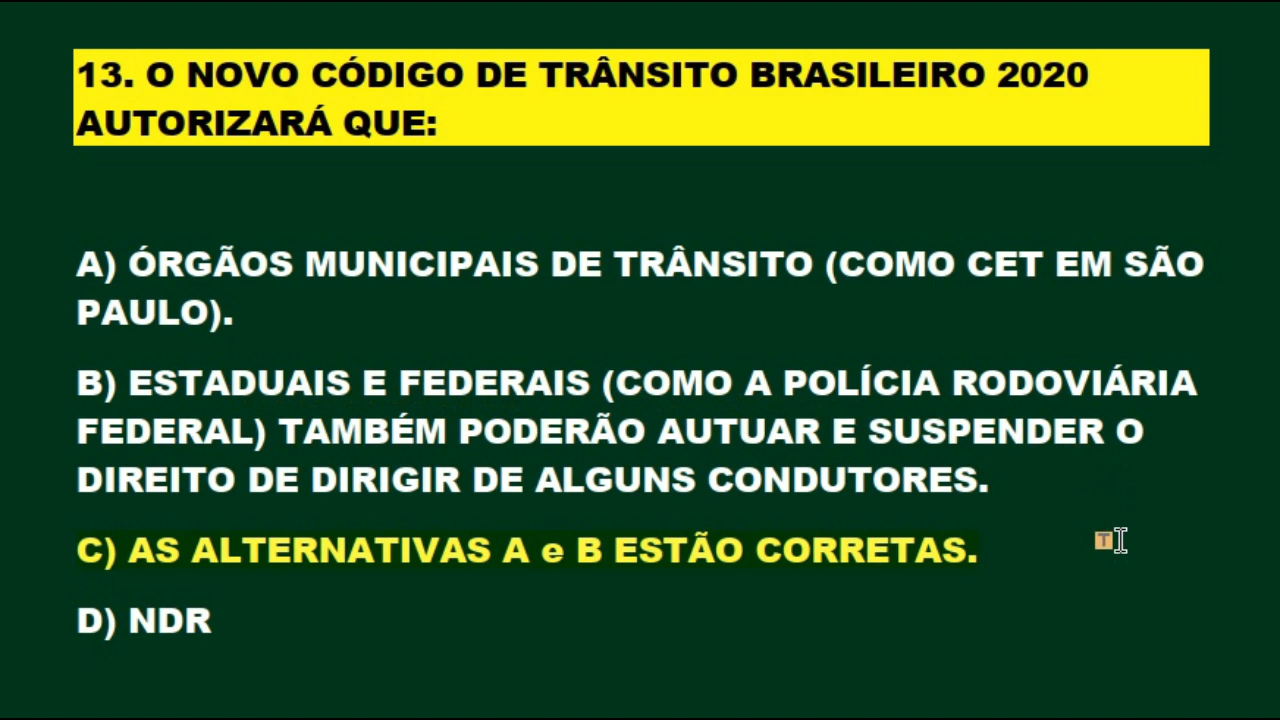 13. O NOVO CÓDIGO DE TRÂNSITO BRASILEIRO 2020
AUTORIZARÁ QUE:
A) ÓRGÃOS MUNICIPAIS DE TRÂNSITO (COMO CET EM SÃO
PAULO).
B) ESTADUAIS E FEDERAIS (COMO A POLÍCIA RODOVIÁRIA
FEDERAL) TAMBÉM PODERÃO AUTUAR E SUSPENDER O
DIREITO DE DIRIGIR DE ALGUNS CONDUTORES.
C) AS ALTERNATIVAS A e B ESTÃO CORRETAS.
T
D) NDR